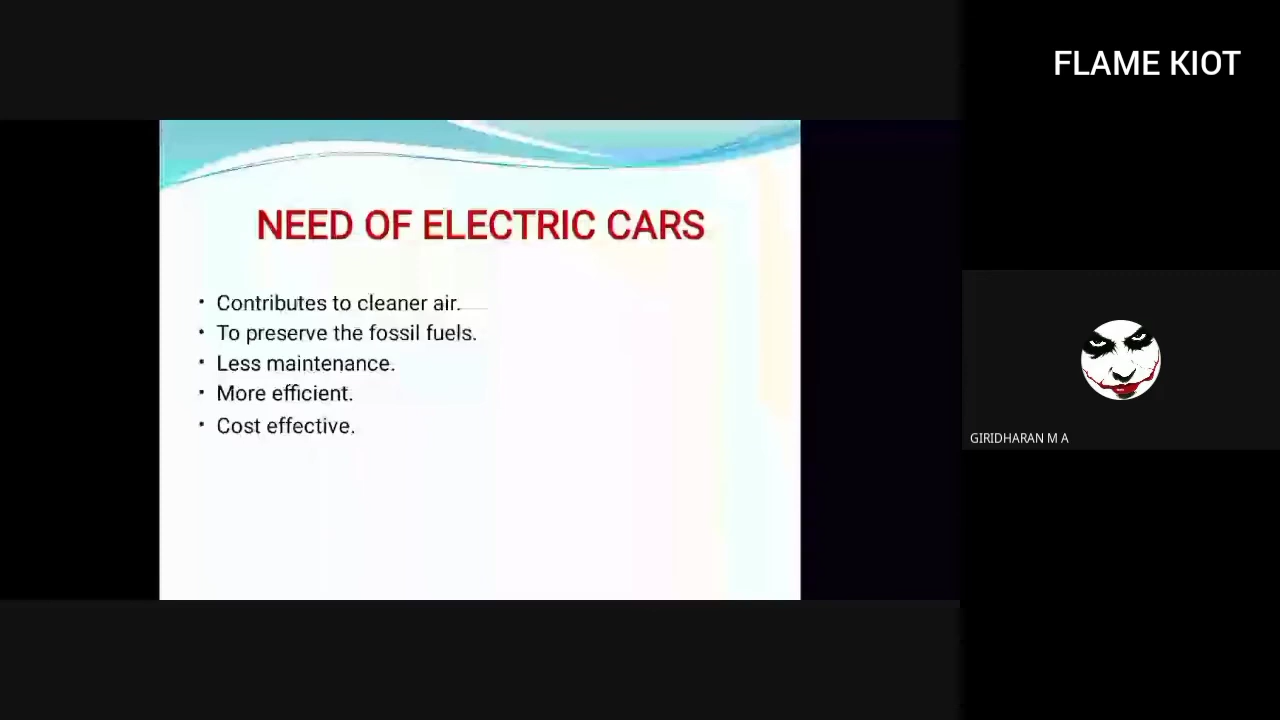 FLAME KIOT
NEED OF ELECTRIC CARS
• Contributes to cleaner air.
• To preserve the fossil fuels.
• Less maintenance.
• More efficient.
• Cost effective.
GIRIDHARAN M A